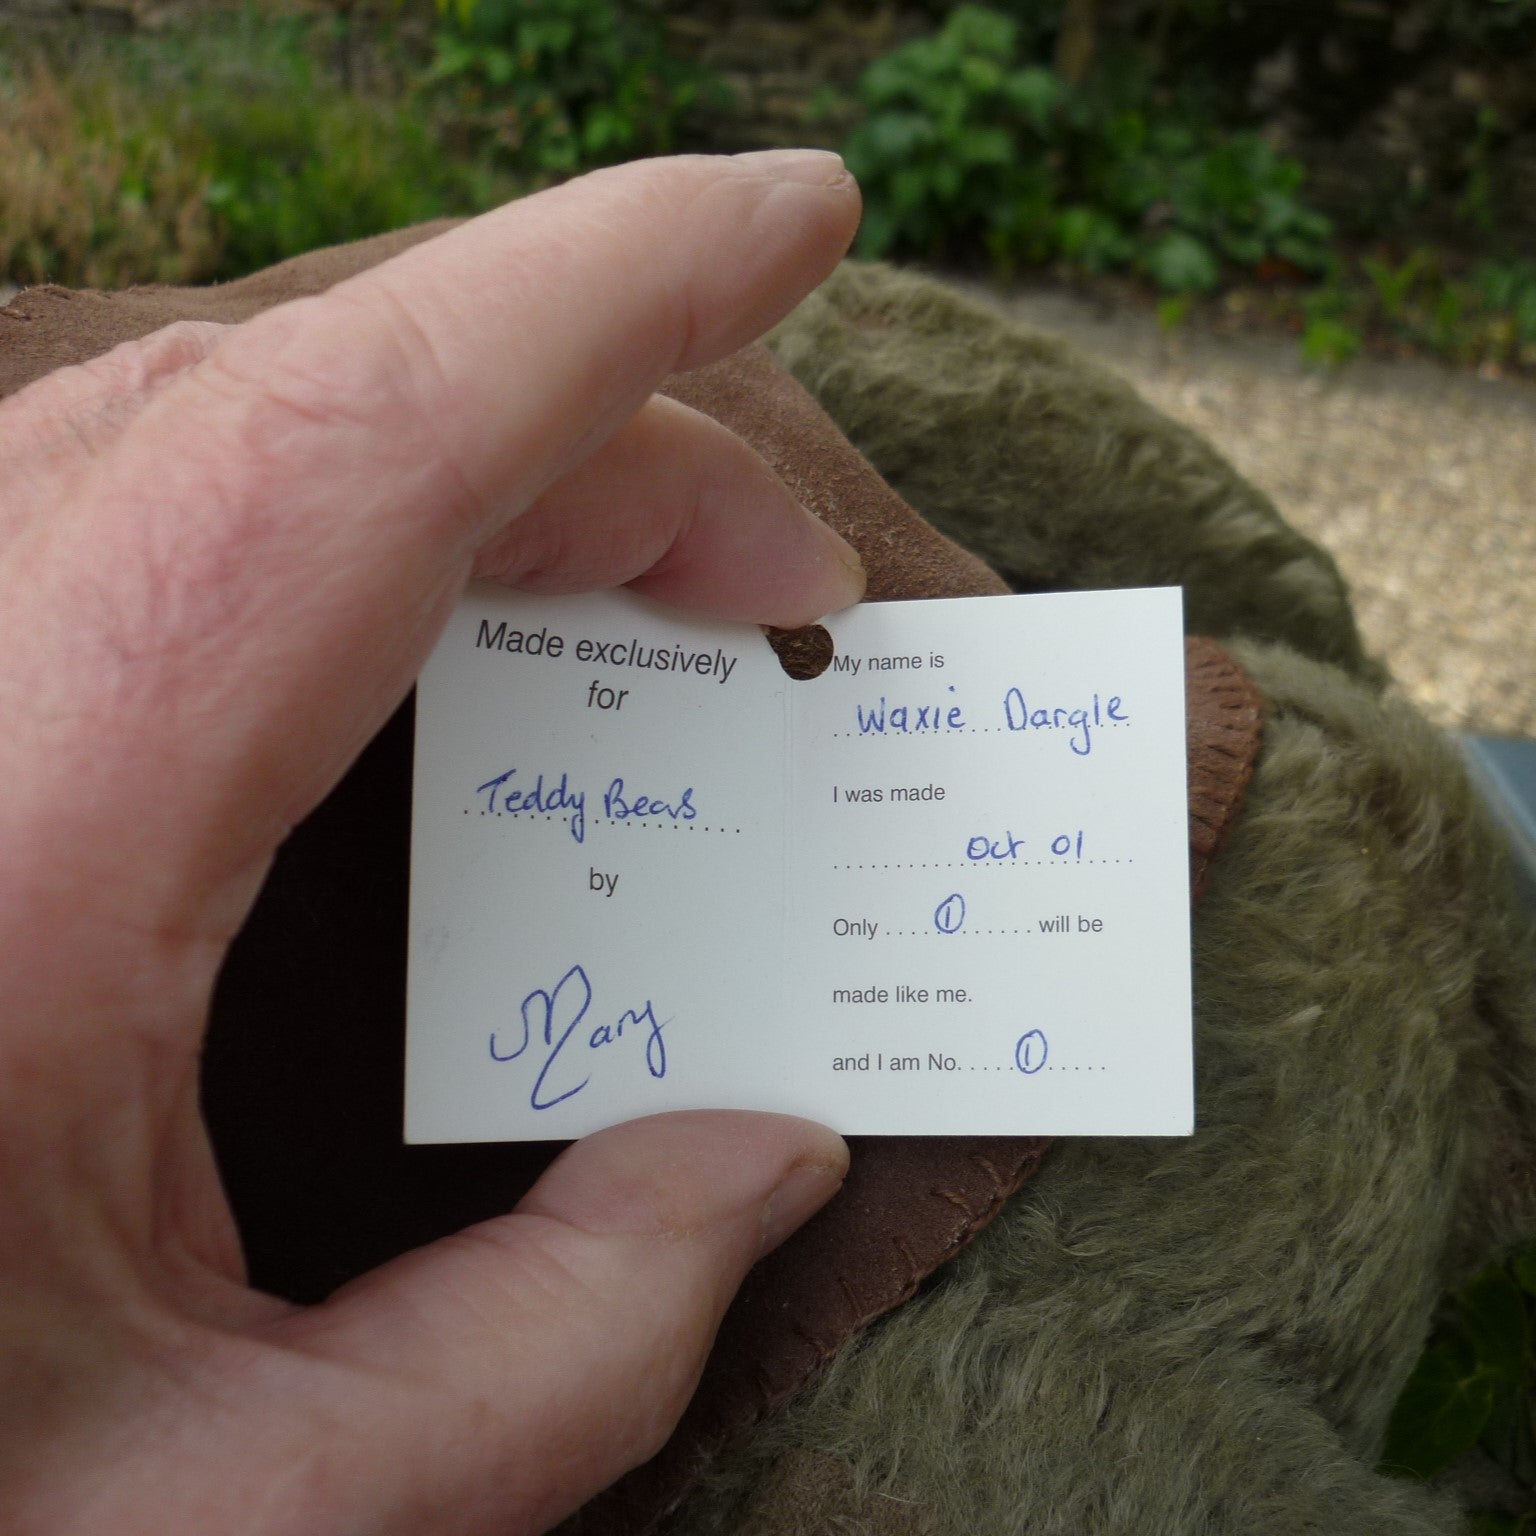 Made exclusively
for
Teddy Bears
by
Mary
My name is
Waxie Dargle
I was made
Oct 01
Only ....1...... will be
made like me.
and I am No.....1.....